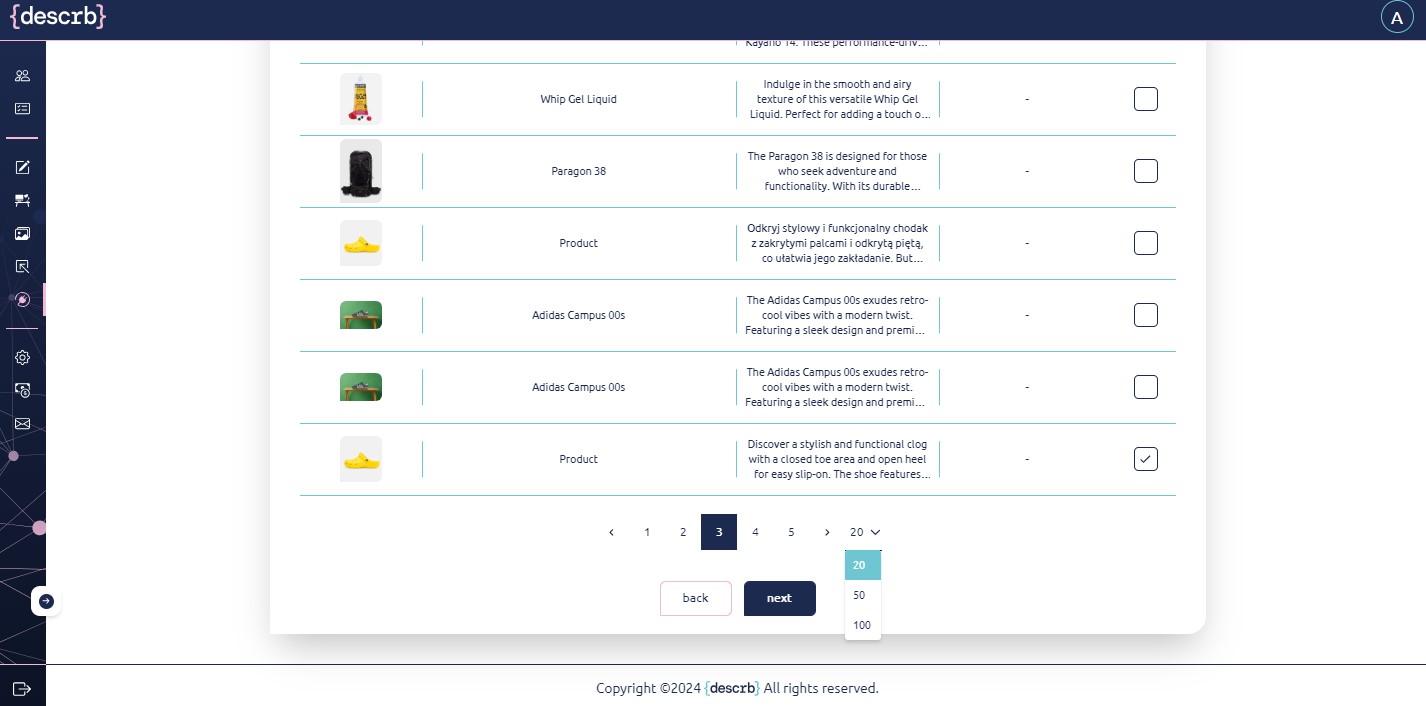 {descrb}
A
Kayano 14. These performance-driv...
Whip Gel Liquid
Indulge in the smooth and airy
texture of this versatile Whip Gel
Liquid. Perfect for adding a touch o...
-
Paragon 38
The Paragon 38 is designed for those
who seek adventure and
functionality. With its durable...
-
Product
Odkryj stylowy i funkcjonalny chodak
z zakrytymi palcami i odkrytą piętą,
co ułatwia jego zakładanie. But...
-
Adidas Campus 00s
The Adidas Campus 00s exudes retro-
cool vibes with a modern twist.
Featuring a sleek design and premi...
-
Adidas Campus 00s
The Adidas Campus 00s exudes retro-
cool vibes with a modern twist.
Featuring a sleek design and premi...
-
Product
Discover a stylish and functional clog
with a closed toe area and open heel
for easy slip-on. The shoe features...
-
1 2 3 4 5 20
20
50
100
back next
Copyright ©2024 {descrb} All rights reserved.